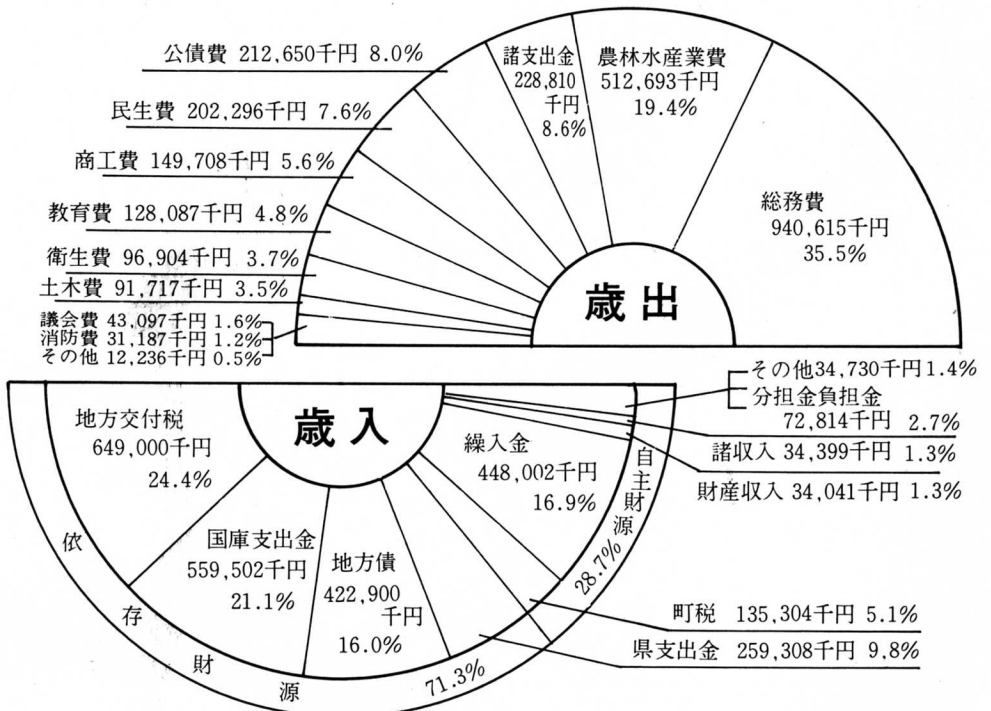 公債費 212,650千円 8.0%
民生費 202,296千円 7.6%
商工費 149,708千円 5.6%
教育費 128,087千円 4.8%
衛生費 96,904千円 3.7%
土木費 91,717千円 3.5%
議会費 43,097千円 1.6%
消防費 31,187千円 1.2%
その他 12,236千円 0.5%
諸支出金
228,810
千円
8.6%
農林水産業費
512,693千円
19.4%
総務費
940,615千円
35.5%
歳出
歳入
地方交付税
649,000千円
24.4%
国庫支出金
559,502千円
21.1%
地方債
422,900
千円
16.0%
繰入金
448,002千円
16.9%
その他34,730千円1.4%
分担金負担金
72,814千円 2.7%
諸収入 34,399千円 1.3%
財産収入 34,041千円 1.3%
町税 135,304千円 5.1%
県支出金 259,308千円 9.8%
自主財源 28.7%
依存財源 71.3%